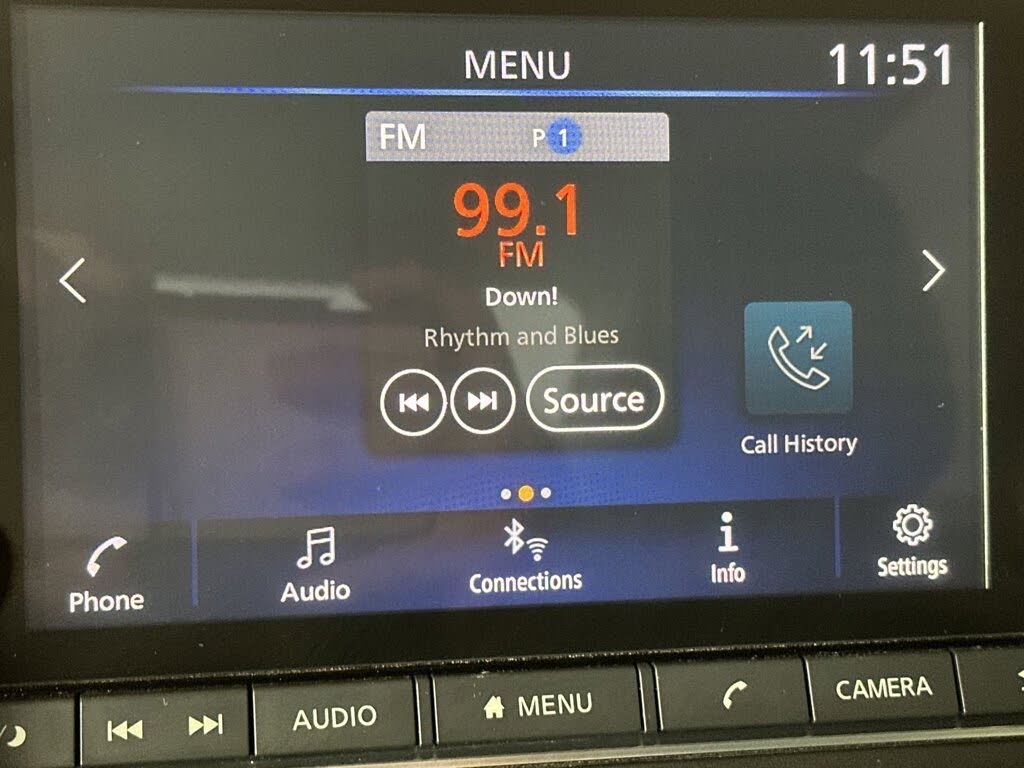 MENU
11:51
FM P 1
99.1
FM
Down!
Rhythm and Blues
Source
Call History
Phone
Audio
Connections
Info
Settings
AUDIO
MENU
CAMERA